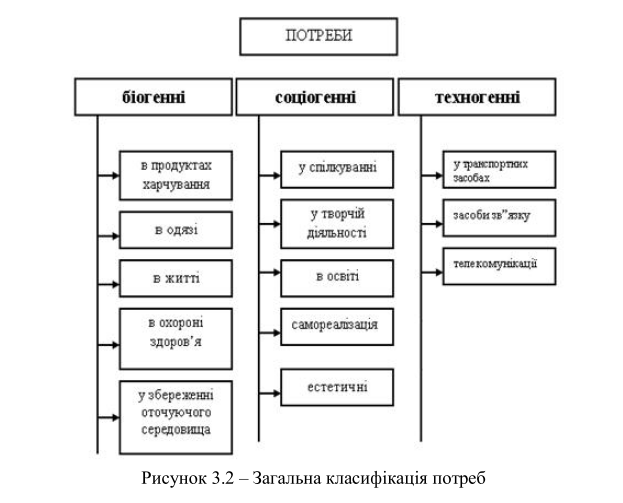 ПОТРЕБИ
біогенні
в продуктах
харчування
в одязі
в житті
в охороні
здоров'я
у збереженні
оточуючого
середовища
соціогенні
у спілкуванні
у творчій
діяльності
в освіті
самореалізація
естетичні
техногенні
у транспортних
засобах
засоби зв"язку
телекомунікації
Рисунок 3.2 – Загальна класифікація потреб